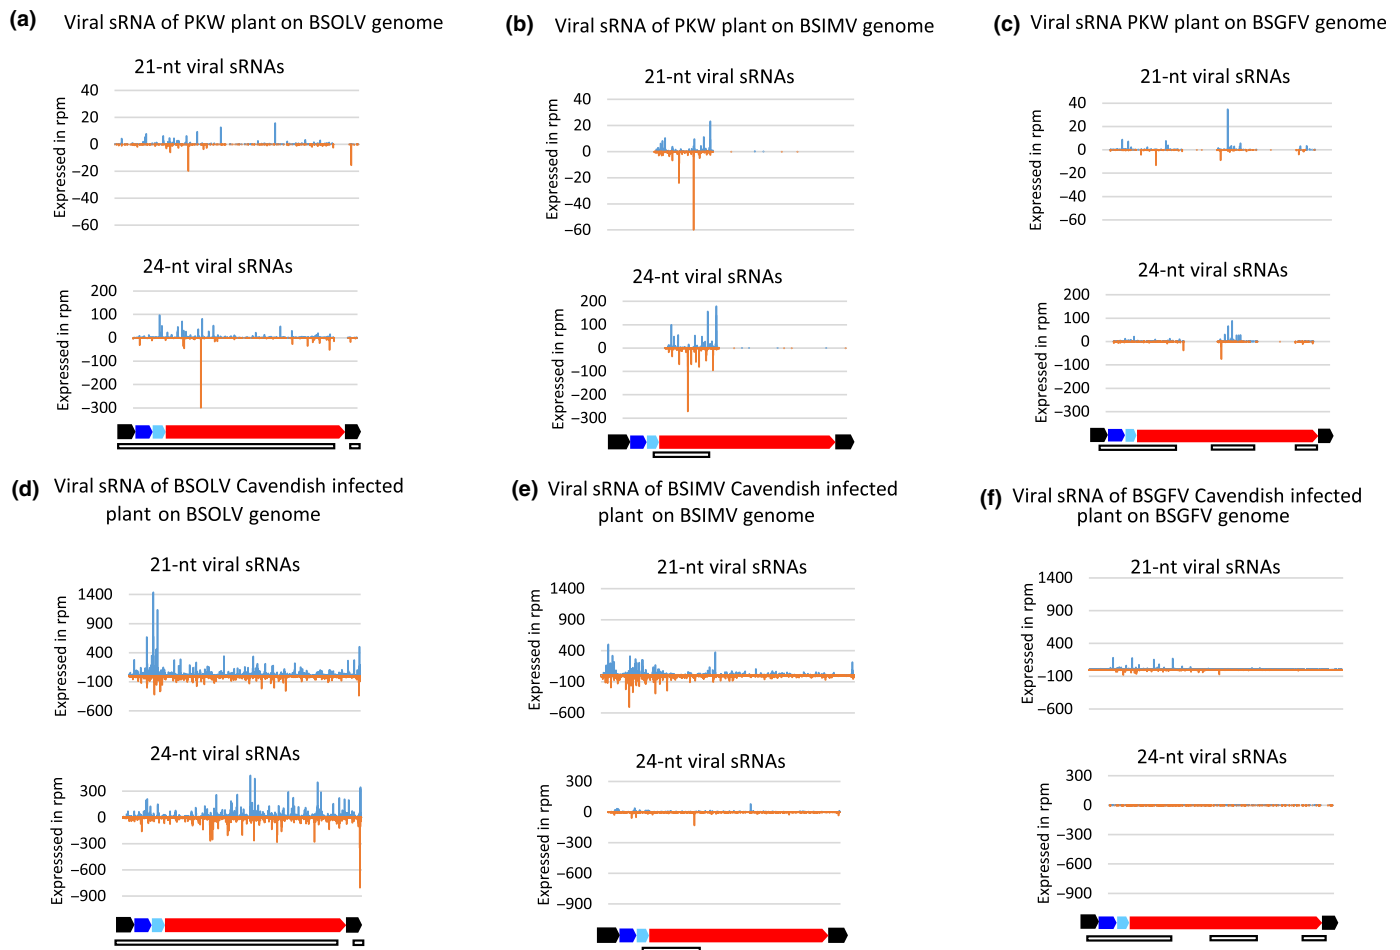 (a) Viral sRNA of PKW plant on BSOLV genome
21-nt viral sRNAs
Expressed in rpm
40
20
0
−20
−40
−60
24-nt viral sRNAs
Expressed in rpm
200
100
0
−100
−200
−300
(b) Viral sRNA of PKW plant on BSIMV genome
21-nt viral sRNAs
Expressed in rpm
40
20
0
−20
−40
−60
24-nt viral sRNAs
Expressed in rpm
200
100
0
−100
−200
−300
(c) Viral sRNA PKW plant on BSGFV genome
21-nt viral sRNAs
Expressed in rpm
40
20
0
−20
−40
−60
24-nt viral sRNAs
Expressed in rpm
200
100
0
−100
−200
−300
(d) Viral sRNA of BSOLV Cavendish infected
plant on BSOLV genome
21-nt viral sRNAs
Expressed in rpm
1400
900
400
−100
−600
24-nt viral sRNAs
Expresssed in rpm
300
0
−300
−600
−900
(e) Viral sRNA of BSIMV Cavendish infected
plant on BSIMV genome
21-nt viral sRNAs
Expressed in rpm
1400
900
400
−100
−600
24-nt viral sRNAs
Expressed in rpm
300
0
−300
−600
−900
(f) Viral sRNA of BSGFV Cavendish infected
plant on BSGFV genome
21-nt viral sRNAs
Expressed in rpm
1400
900
400
−100
−600
24-nt viral sRNAs
Expressed in rpm
300
0
−300
−600
−900